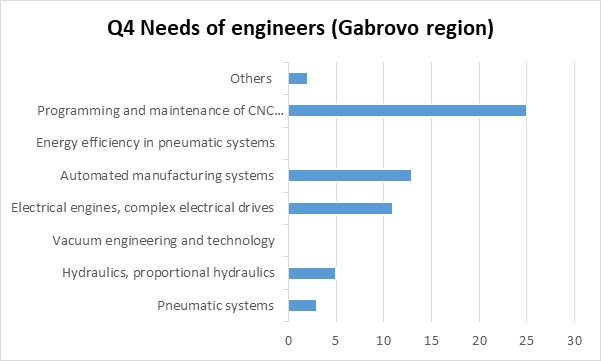 Q4 Needs of engineers (Gabrovo region)
Others
Programming and maintenance of CNC...
Energy efficiency in pneumatic systems
Automated manufacturing systems
Electrical engines, complex electrical drives
Vacuum engineering and technology
Hydraulics, proportional hydraulics
Pneumatic systems
0 5 10 15 20 25 30